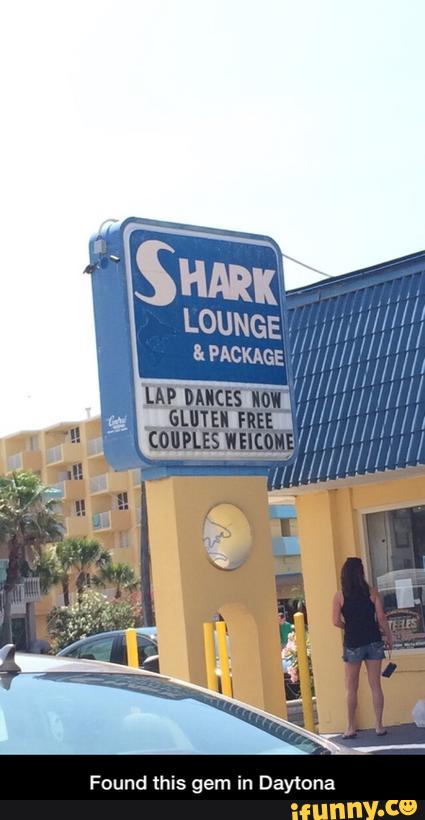 SHARK
LOUNGE
& PACKAGE
LAP DANCES NOW
GLUTEN FREE
COUPLES WElCOME
Found this gem in Daytona
ifunny.co